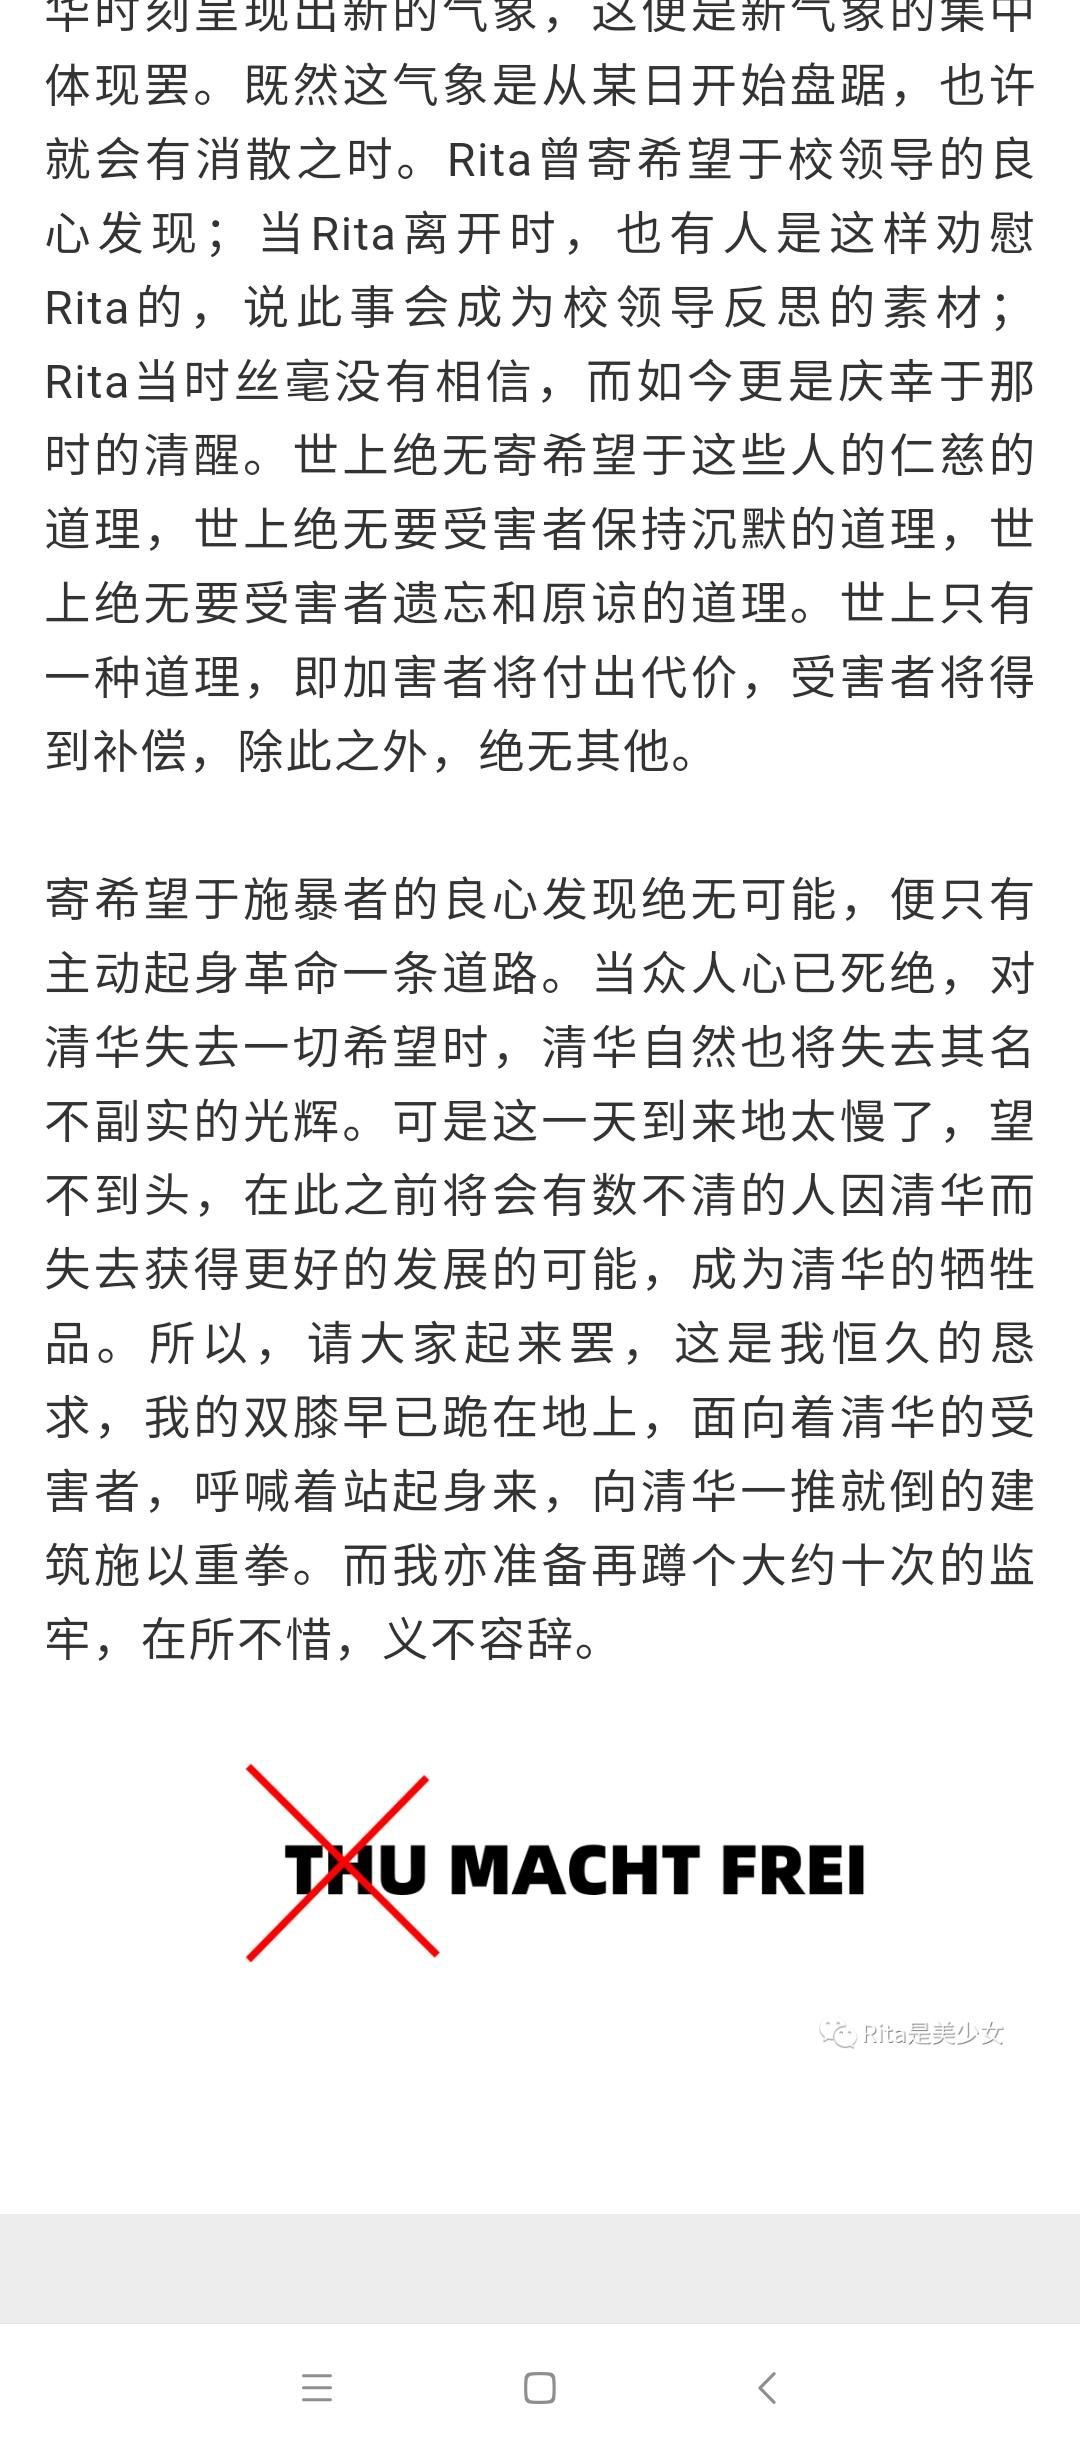 华时刻呈现出新的气象，这便是新气象的集中
体现罢。既然这气象是从某日开始盘踞，也许
就会有消散之时。Rita曾寄希望于校领导的良
心发现；当Rita离开时，也有人是这样劝慰
Rita的，说此事会成为校领导反思的素材；
Rita当时丝毫没有相信，而如今更是庆幸于那
时的清醒。世上绝无寄希望于这些人的仁慈的
道理，世上绝无要受害者保持沉默的道理，世
上绝无要受害者遗忘和原谅的道理。世上只有
一种道理，即加害者将付出代价，受害者将得
到补偿，除此之外，绝无其他。
寄希望于施暴者的良心发现绝无可能，便只有
主动起身革命一条道路。当众人心已死绝，对
清华失去一切希望时，清华自然也将失去其名
不副实的光辉。可是这一天到来地太慢了，望
不到头，在此之前将会有数不清的人因清华而
失去获得更好的发展的可能，成为清华的牺牲
品。所以，请大家起来罢，这是我恒久的恳
求，我的双膝早已跪在地上，面向着清华的受
害者，呼喊着站起身来，向清华一推就倒的建
筑施以重拳。而我亦准备再蹲个大约十次的监
牢，在所不惜，义不容辞。
THU MACHT FREI
Rita是美少女